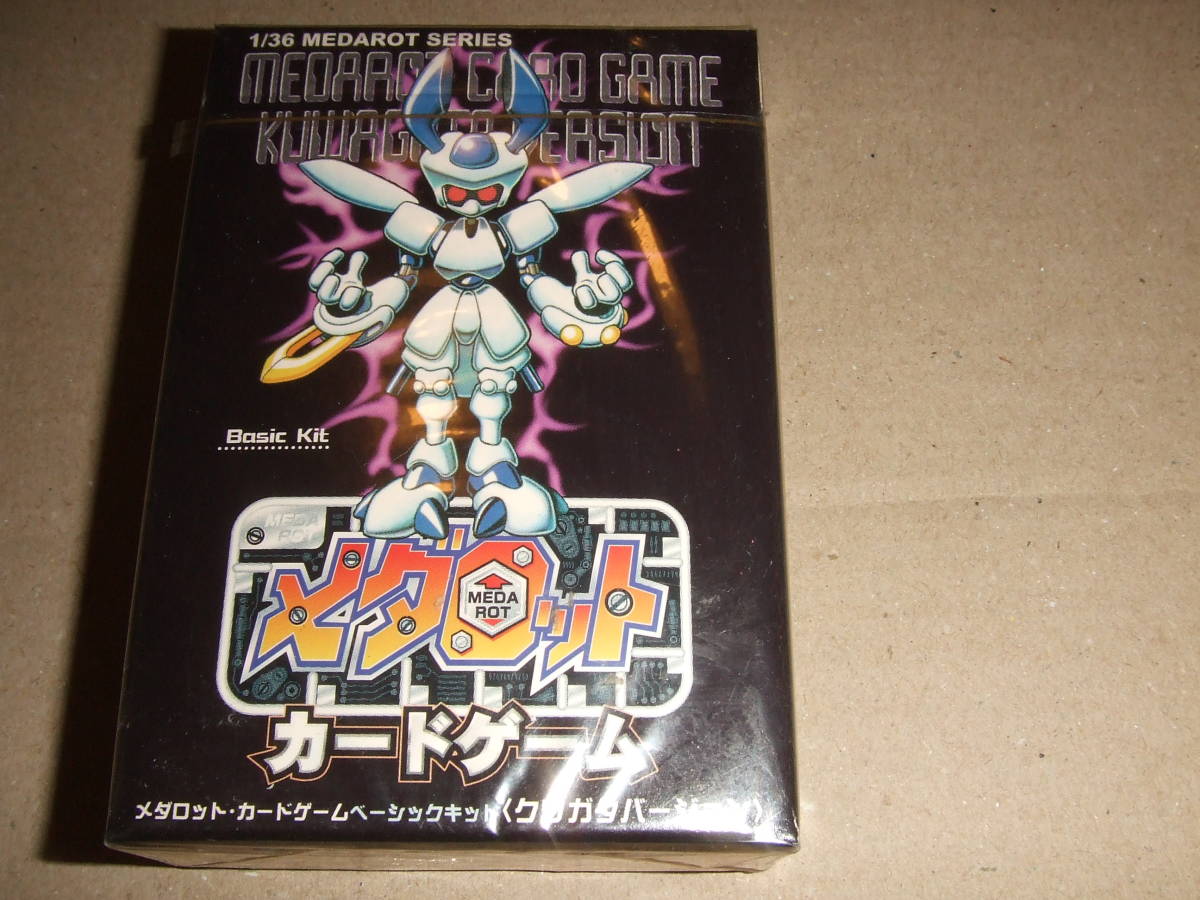 1/36 MEDAROT SERIES
MEDAROT CARD GAME
KUWAGATA VERSION
Basic Kit
MEDA
ROT
メダロット
MEDA
ROT
カードゲーム
メダロット・カードゲームベーシックキット〈クワガタバージョン〉